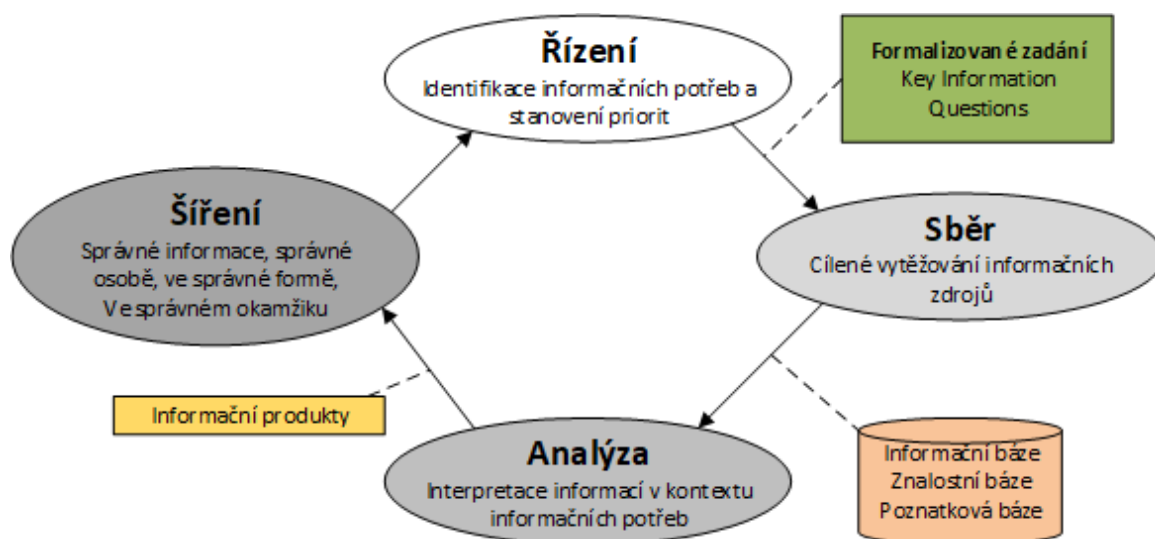 Řízení
Identifikace informačních potřeb a
stanovení priorit
Formalizované zadání
Key Information
Questions
Šíření
Správné informace, správné
osobě, ve správné formě,
Ve správném okamžiku
Sběr
Cílené vytěžování informačních
zdrojů
Informační produkty
Analýza
Interpretace informací v kontextu
informačních potřeb
Informační báze
Znalostní báze
Poznatková báze